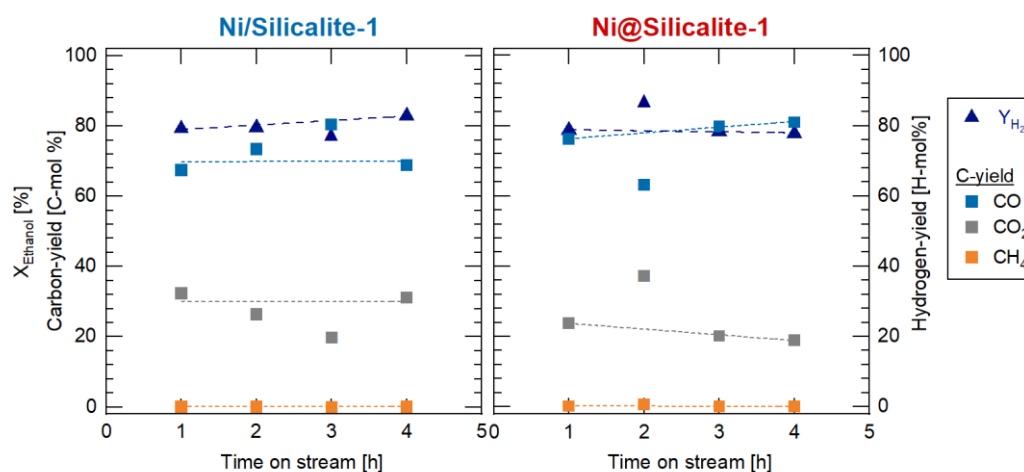 Ni/Silicalite-1
Ni@Silicalite-1
X_Ethanol [%]
Carbon-yield [C-mol %]
100
80
60
40
20
0
0 1 2 3 4 5
Time on stream [h]
0 1 2 3 4 5
Time on stream [h]
100
80
60
40
20
0
Hydrogen-yield [H-mol%]
Y_H2
C-yield
CO
CO2
CH4